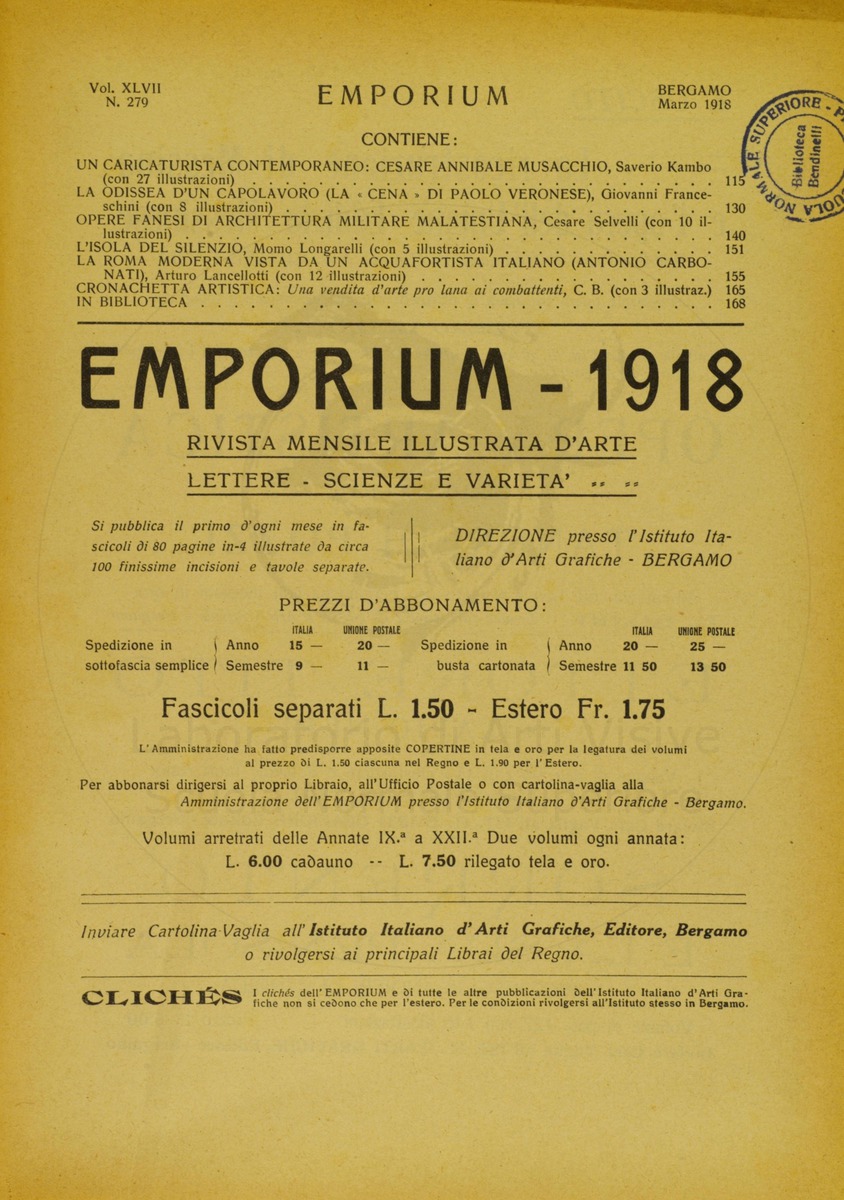 Vol. XLVII
N. 279
EMPORIUM
BERGAMO
Marzo 1918
CONTIENE:
UN CARICATURISTA CONTEMPORANEO: CESARE ANNIBALE MUSACCHIO, Saverio Kambo
(con 27 illustrazioni) . . . . . . . . . . . . . . . . . . . . . . . . . . . . 115
LA ODISSEA D'UN CAPOLAVORO (LA « CENA » DI PAOLO VERONESE), Giovanni France-
schini (con 8 illustrazioni) . . . . . . . . . . . . . . . . . . . . . . . . . . 130
OPERE FANESI DI ARCHITETTURA MILITARE MALATESTIANA, Cesare Selvelli (con 10 il-
lustrazioni) . . . . . . . . . . . . . . . . . . . . . . . . . . . . . . . . 140
L'ISOLA DEL SILENZIO, Momo Longarelli (con 5 illustrazioni) . . . . . . . . . . . . . 151
LA ROMA MODERNA VISTA DA UN ACQUAFORTISTA ITALIANO (ANTONIO CARBO-
NATI), Arturo Lancellotti (con 12 illustrazioni) . . . . . . . . . . . . . . . . . . 155
CRONACHETTA ARTISTICA: Una vendita d'arte pro lana ai combattenti, C. B. (con 3 illustraz.) 165
IN BIBLIOTECA . . . . . . . . . . . . . . . . . . . . . . . . . . . . . . . 168
NORMALE SUPERIORE
Biblioteca
Bendinelli
EMPORIUM - 1918
RIVISTA MENSILE ILLUSTRATA D'ARTE
LETTERE - SCIENZE E VARIETA'
Si pubblica il primo d'ogni mese in fa-
scicoli di 80 pagine in-4 illustrate da circa
100 finissime incisioni e tavole separate.
DIREZIONE presso l'Istituto Ita-
liano d'Arti Grafiche - BERGAMO
PREZZI D'ABBONAMENTO:
ITALIA UNIONE POSTALE ITALIA UNIONE POSTALE
Spedizione in Anno 15 — 20 — Spedizione in Anno 20 — 25 —
sottofascia semplice Semestre 9 — 11 — busta cartonata Semestre 11 50 13 50
Fascicoli separati L. 1.50 - Estero Fr. 1.75
L'Amministrazione ha fatto predisporre apposite COPERTINE in tela e oro per la legatura dei volumi
al prezzo di L. 1.50 ciascuna nel Regno e L. 1.90 per l'Estero.
Per abbonarsi dirigersi al proprio Libraio, all'Ufficio Postale o con cartolina-vaglia alla
Amministrazione dell'EMPORIUM presso l'Istituto Italiano d'Arti Grafiche - Bergamo.
Volumi arretrati delle Annate IX.ª a XXII.ª Due volumi ogni annata:
L. 6.00 cadauno -- L. 7.50 rilegato tela e oro.
Inviare Cartolina-Vaglia all'Istituto Italiano d'Arti Grafiche, Editore, Bergamo
o rivolgersi ai principali Librai del Regno.
CLICHÉS
I clichés dell'EMPORIUM e di tutte le altre pubblicazioni dell'Istituto Italiano d'Arti Gra-
fiche non si cedono che per l'estero. Per le condizioni rivolgersi all'Istituto stesso in Bergamo.